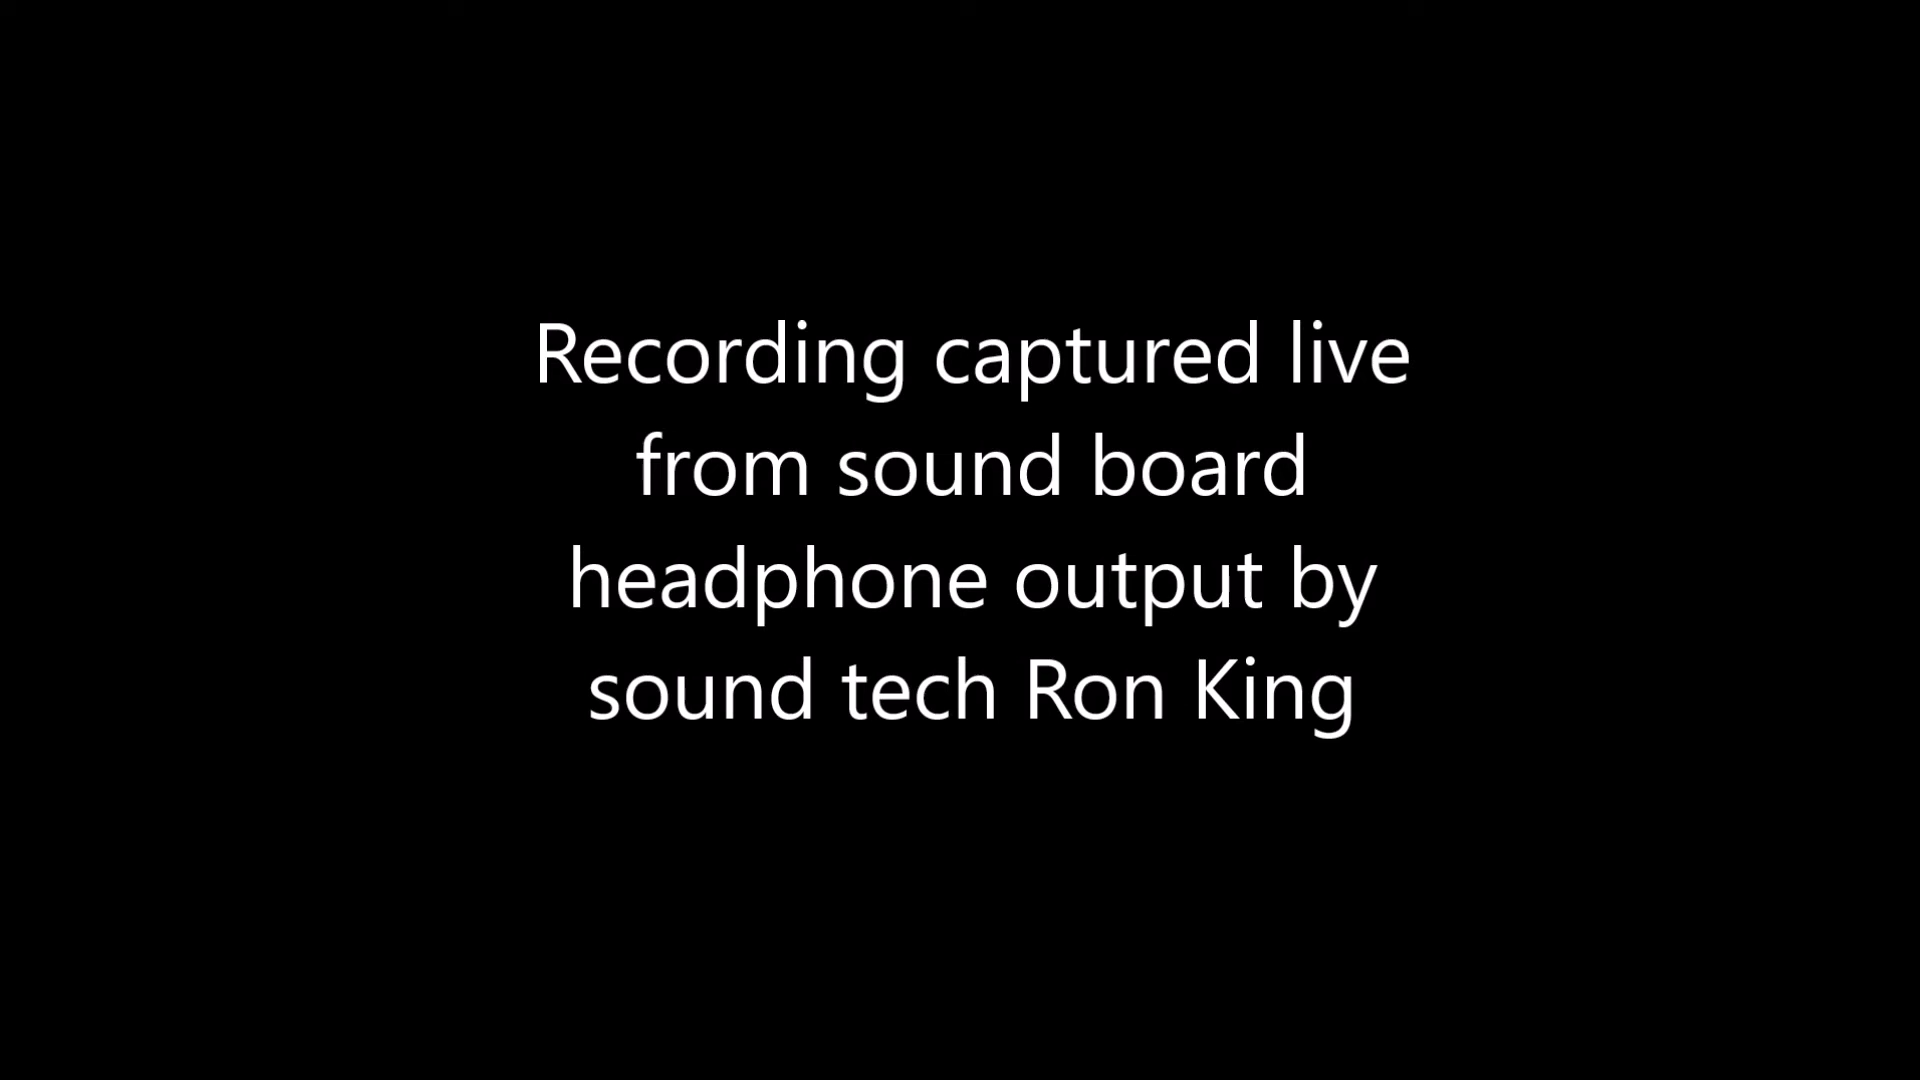 Recording captured live
from sound board
headphone output by
sound tech Ron King